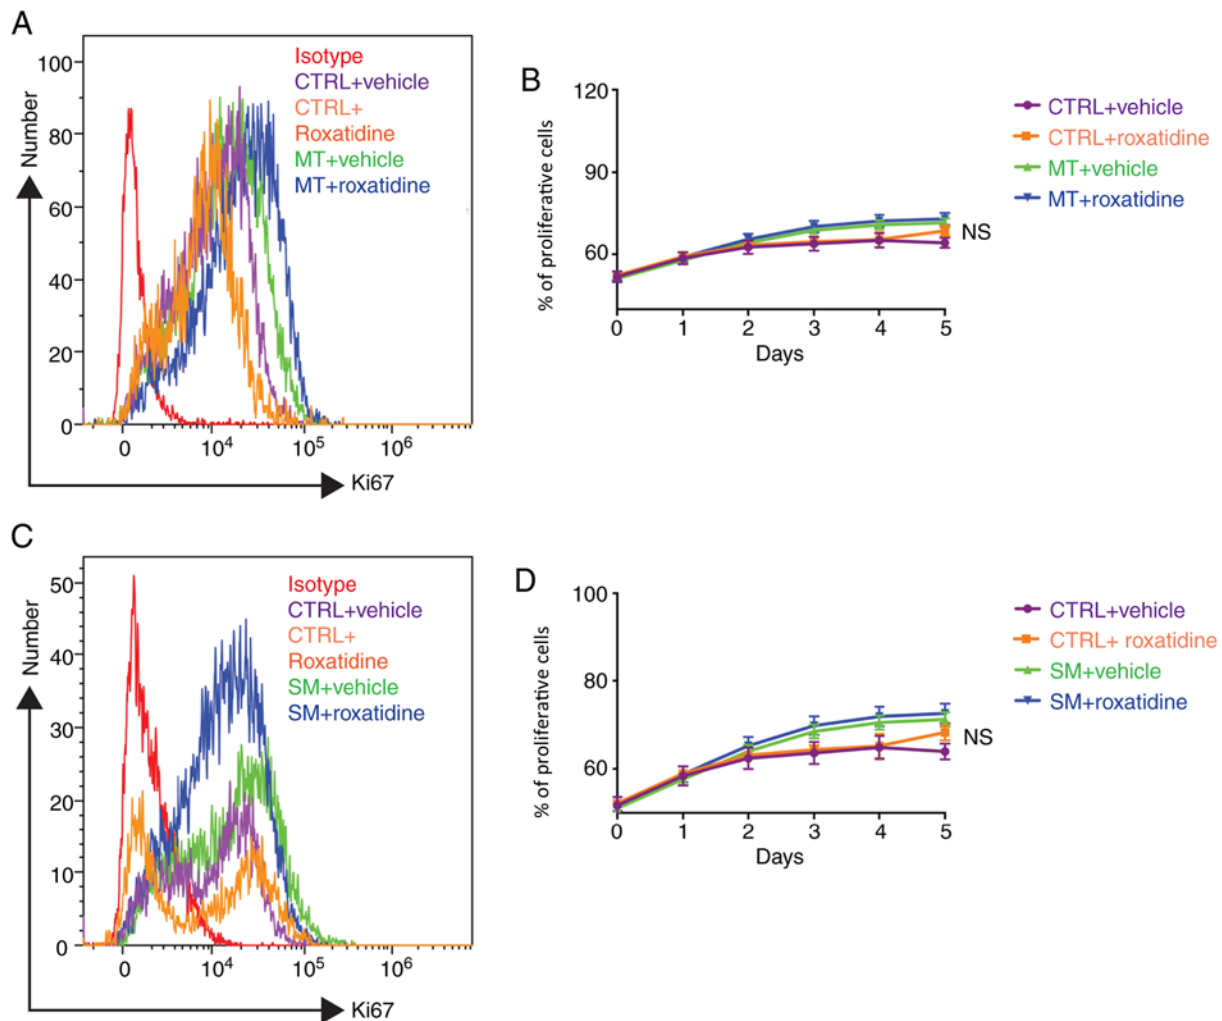 A
Number
100
80
60
40
20
0
Isotype
CTRL+vehicle
CTRL+
Roxatidine
MT+vehicle
MT+roxatidine
0 10⁴ 10⁵ 10⁶
Ki67
B
% of proliferative cells
120
90
60
0 1 2 3 4 5
Days
NS
CTRL+vehicle
CTRL+roxatidine
MT+vehicle
MT+roxatidine
C
Number
50
40
30
20
10
0
Isotype
CTRL+vehicle
CTRL+
Roxatidine
SM+vehicle
SM+roxatidine
0 10⁴ 10⁵ 10⁶
Ki67
D
% of proliferative cells
100
80
60
0 1 2 3 4 5
Days
NS
CTRL+vehicle
CTRL+ roxatidine
SM+vehicle
SM+roxatidine